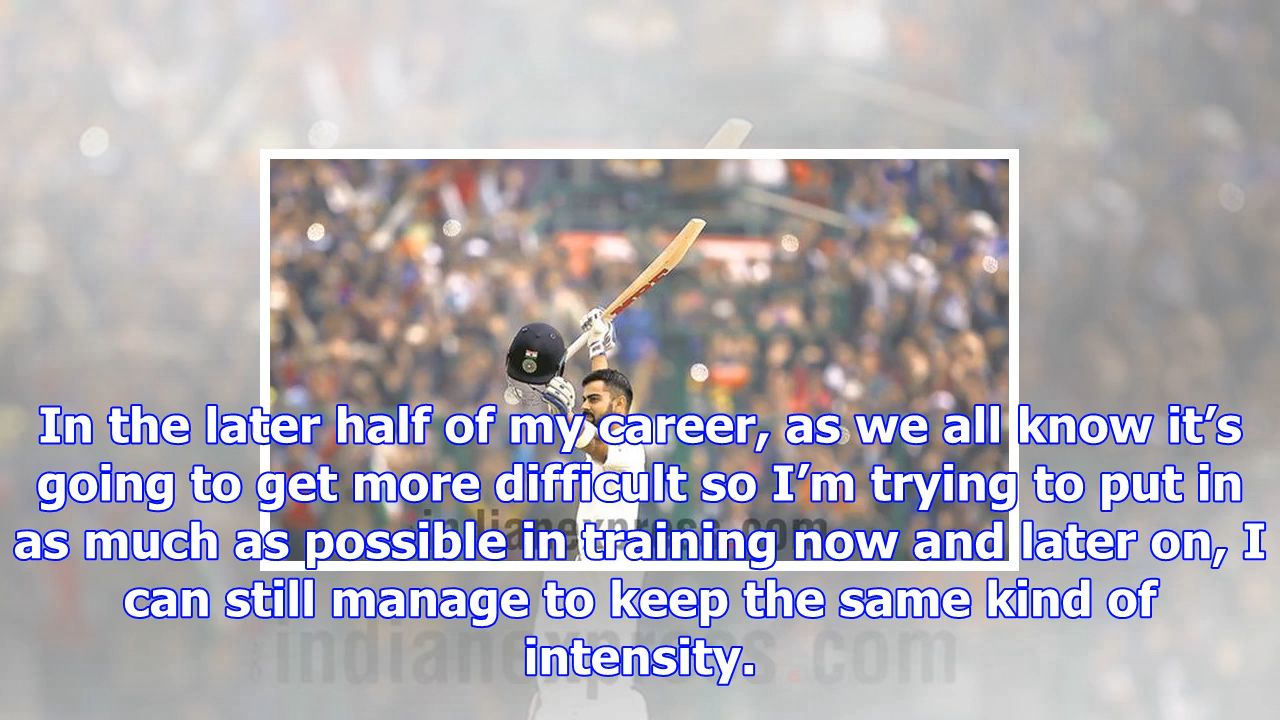 In the later half of my career, as we all know it’s
going to get more difficult so I’m trying to put in
as much as possible in training now and later on, I
can still manage to keep the same kind of
intensity.
indianexpress.com
indianexpress.com